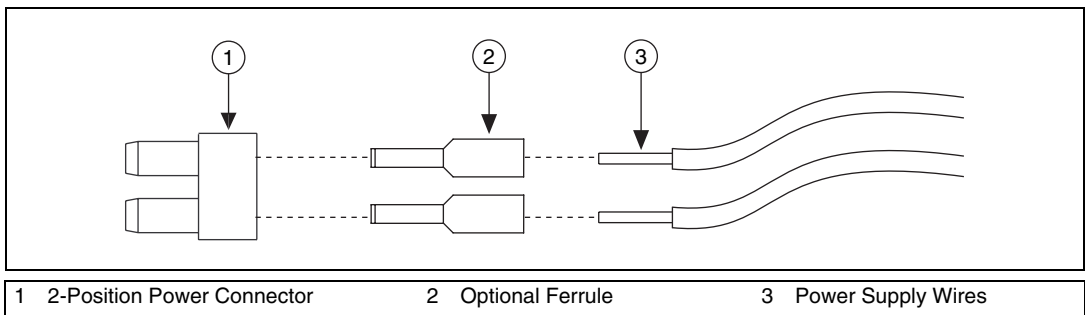 1 2 3
1 2-Position Power Connector 2 Optional Ferrule 3 Power Supply Wires